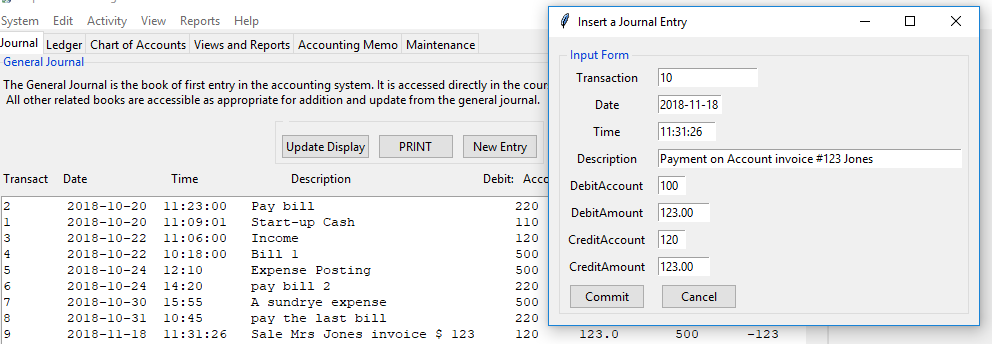 System Edit Activity View Reports Help
Journal Ledger Chart of Accounts Views and Reports Accounting Memo Maintenance
General Journal
The General Journal is the book of first entry in the accounting system. It is accessed directly in the cour
All other related books are accessible as appropriate for addition and update from the general journal.
Update Display PRINT New Entry
Transact Date Time Description Debit: Acco
2 2018-10-20 11:23:00 Pay bill 220
1 2018-10-20 11:09:01 Start-up Cash 110
3 2018-10-22 11:06:00 Income 120
4 2018-10-22 10:18:00 Bill 1 500
5 2018-10-24 12:10 Expense Posting 500
6 2018-10-24 14:20 pay bill 2 220
7 2018-10-30 15:55 A sundrye expense 500
8 2018-10-31 10:45 pay the last bill 220
9 2018-11-18 11:31:26 Sale Mrs Jones invoice $ 123 120 123.0 500 -123
Insert a Journal Entry
Input Form
Transaction 10
Date 2018-11-18
Time 11:31:26
Description Payment on Account invoice #123 Jones
DebitAccount 100
DebitAmount 123.00
CreditAccount 120
CreditAmount 123.00
Commit Cancel